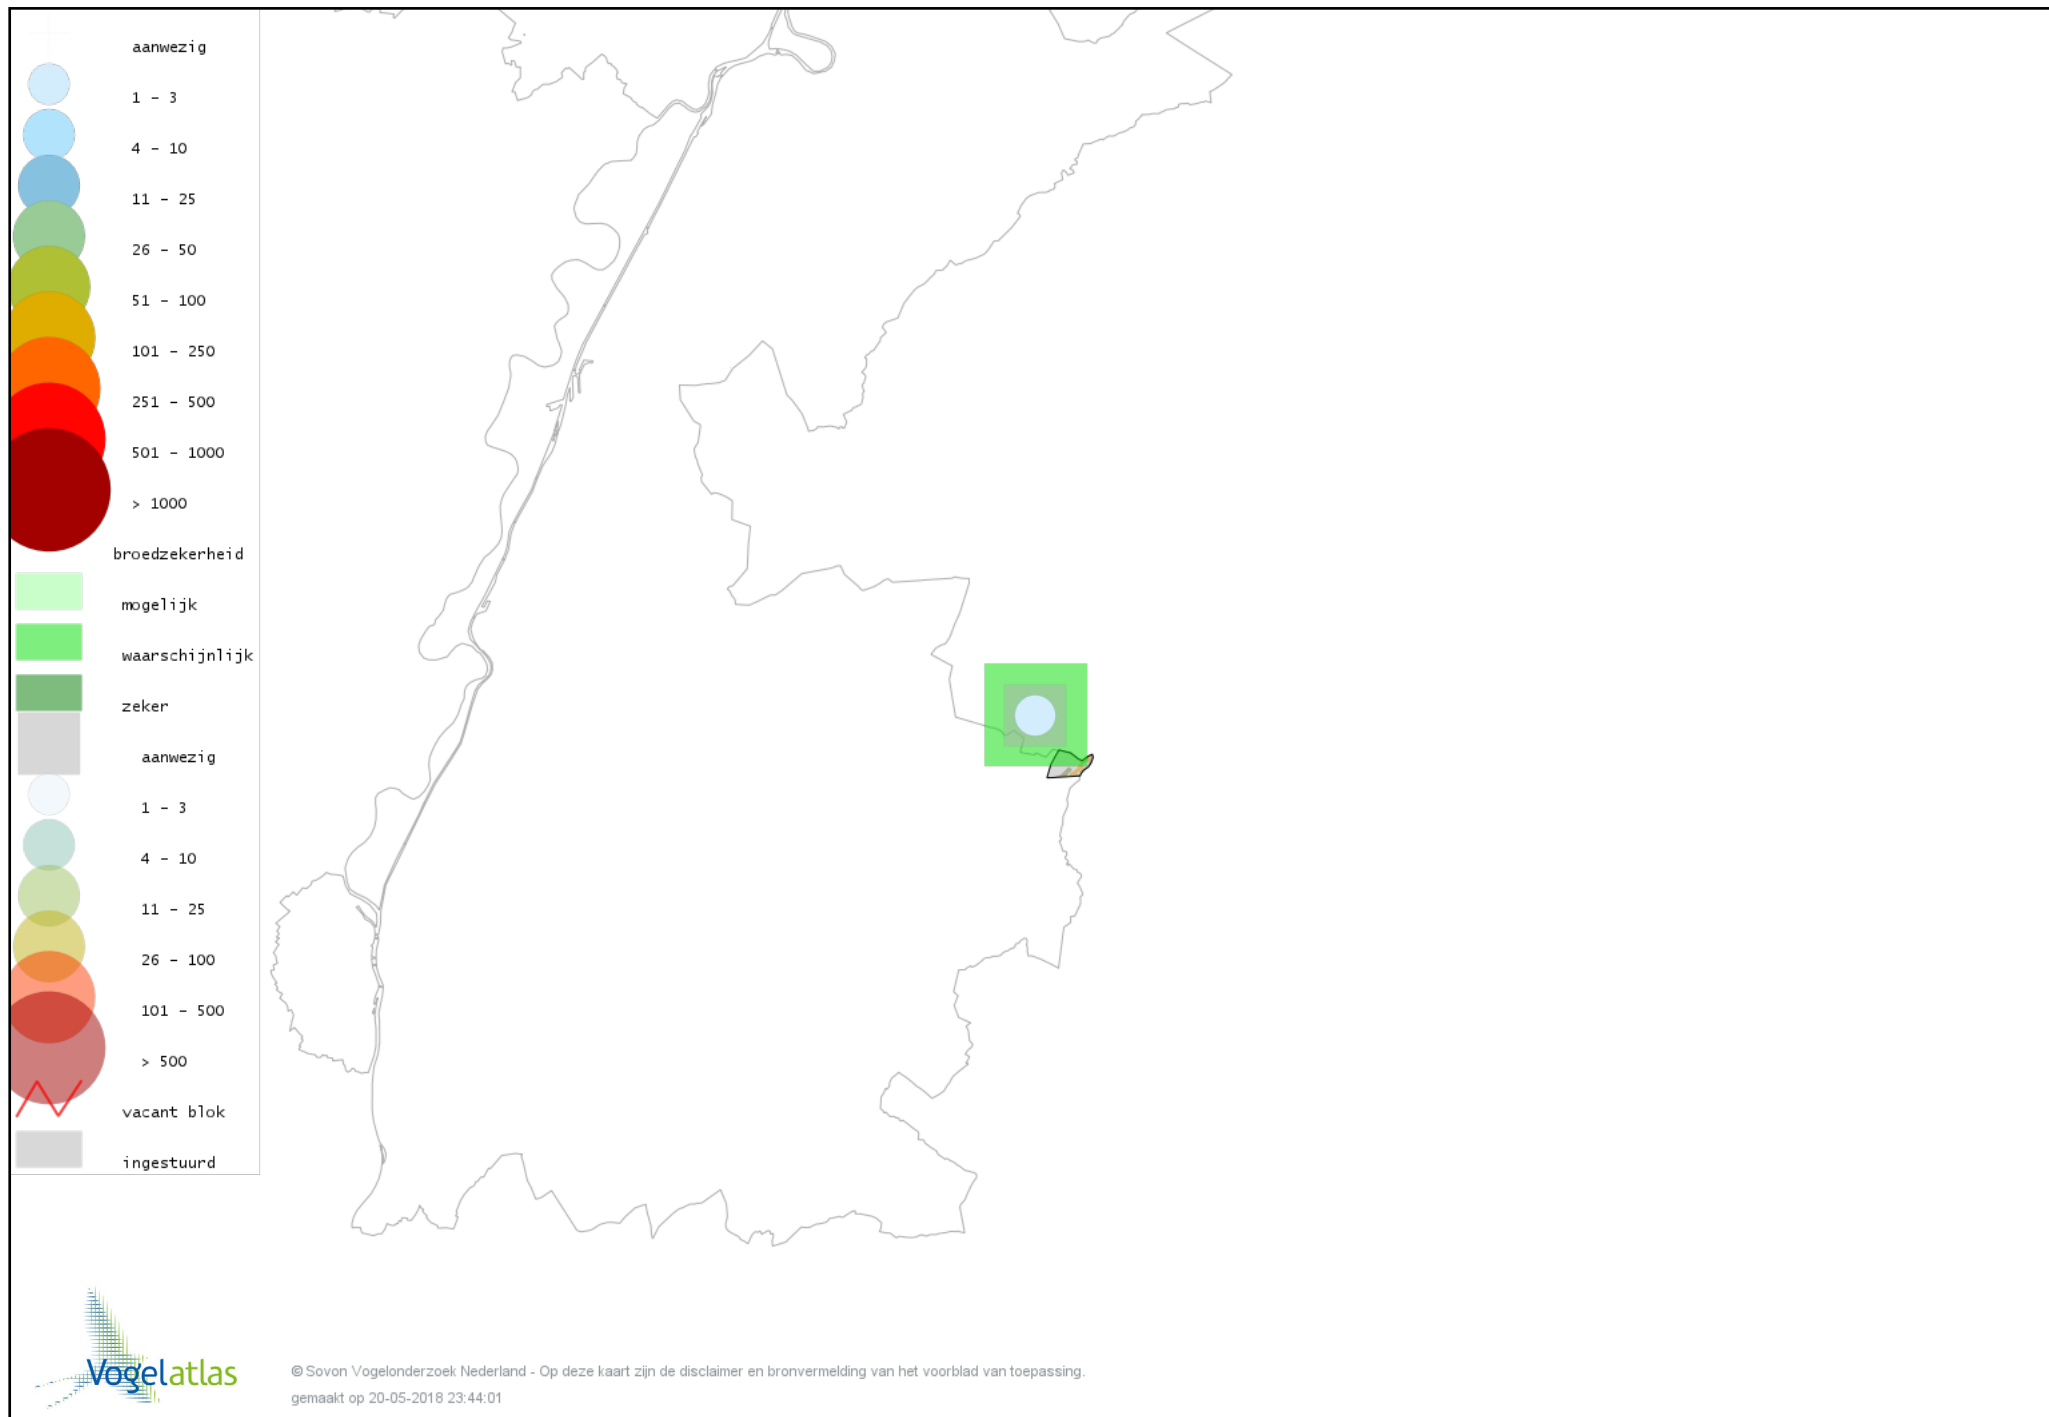 aanwezig
1 - 3
4 - 10
11 - 25
26 - 50
51 - 100
101 - 250
251 - 500
501 - 1000
> 1000
broedzekerheid
mogelijk
waarschijnlijk
zeker
aanwezig
1 - 3
4 - 10
11 - 25
26 - 100
101 - 500
> 500
vacant blok
ingestuurd
Vogelatlas
© Sovon Vogelonderzoek Nederland - Op deze kaart zijn de disclaimer en bronvermelding van het voorblad van toepassing.
gemaakt op 20-05-2018 23:44:01